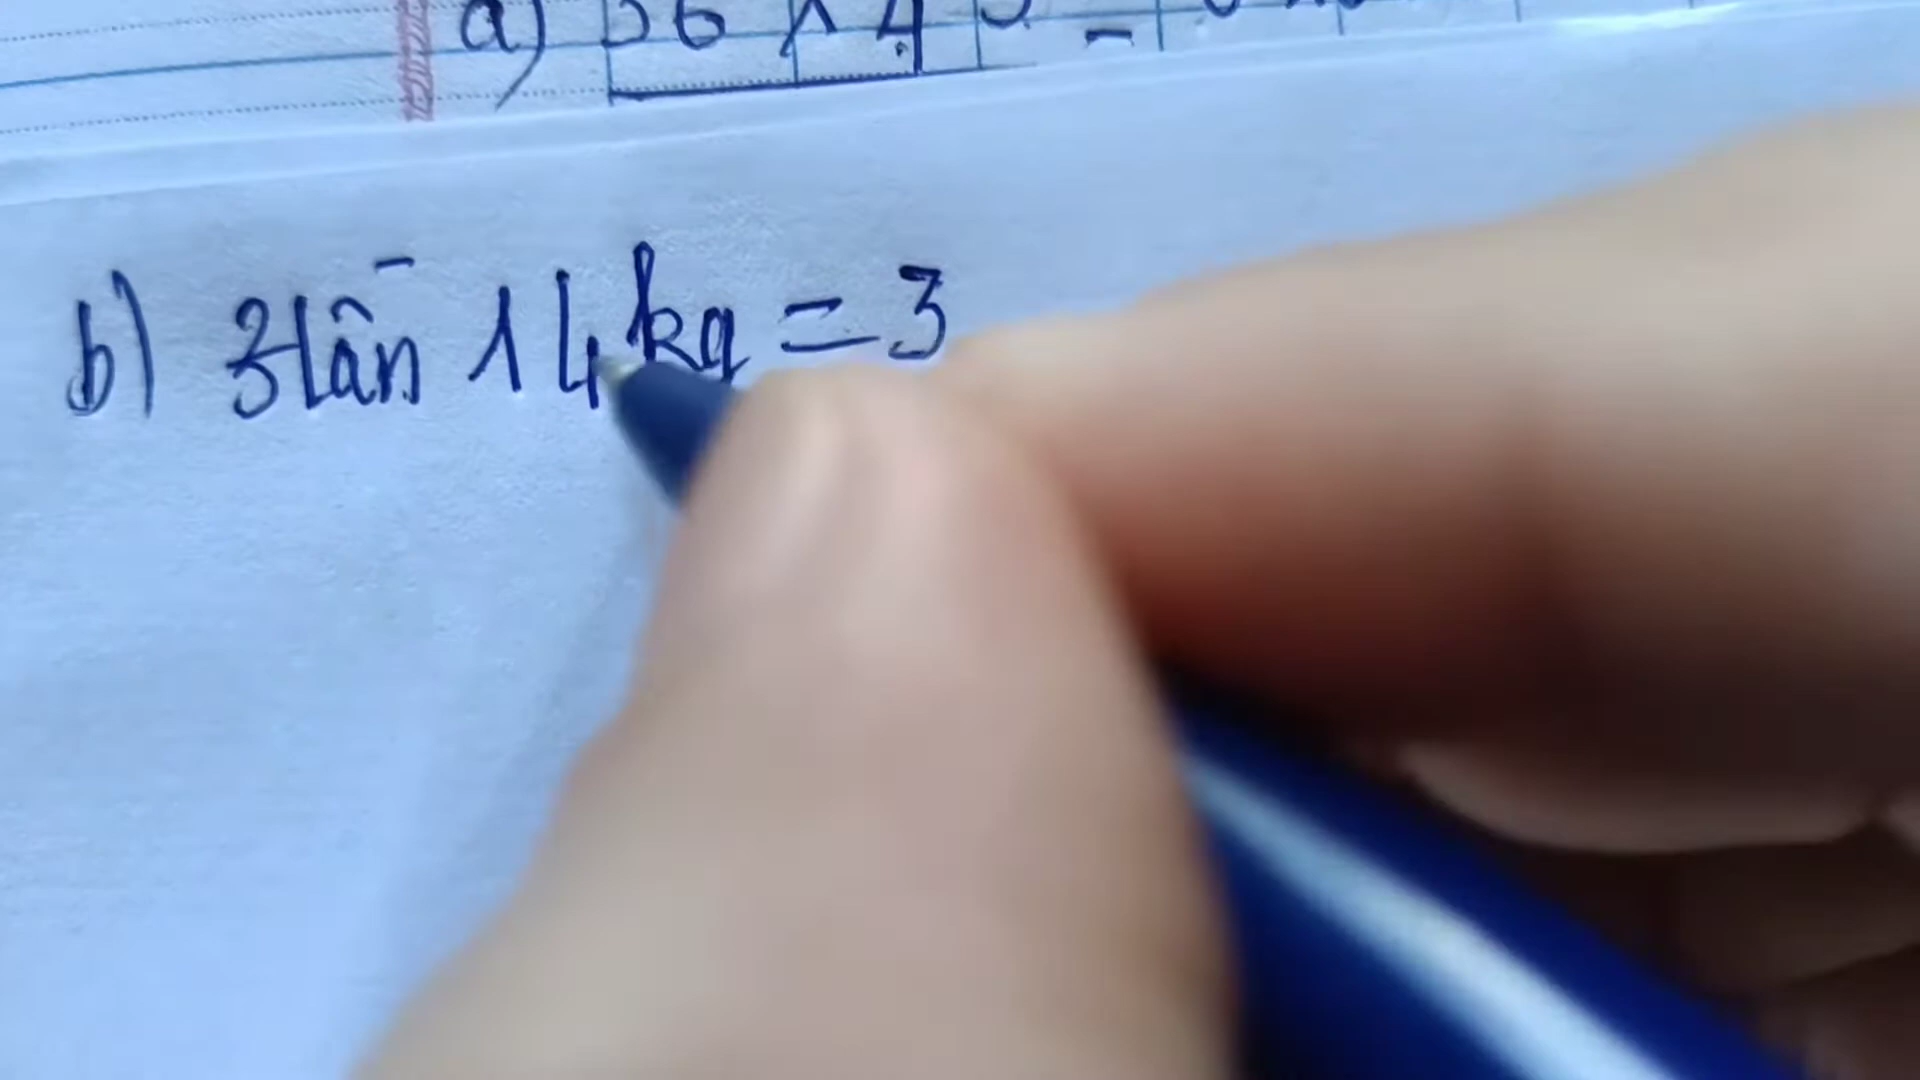 a) 36 x 4
b) 3 lần 14 kg = 3